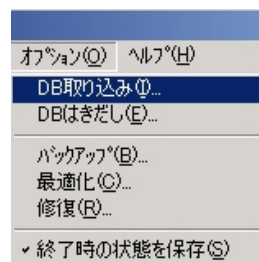 ｵﾌﾟｼｮﾝ(O) ﾍﾙﾌﾟ(H)
DB取り込み(I)...
DBはきだし(E)...
ﾊﾞｯｸｱｯﾌﾟ(B)...
最適化(C)...
修復(R)...
✓終了時の状態を保存(S)